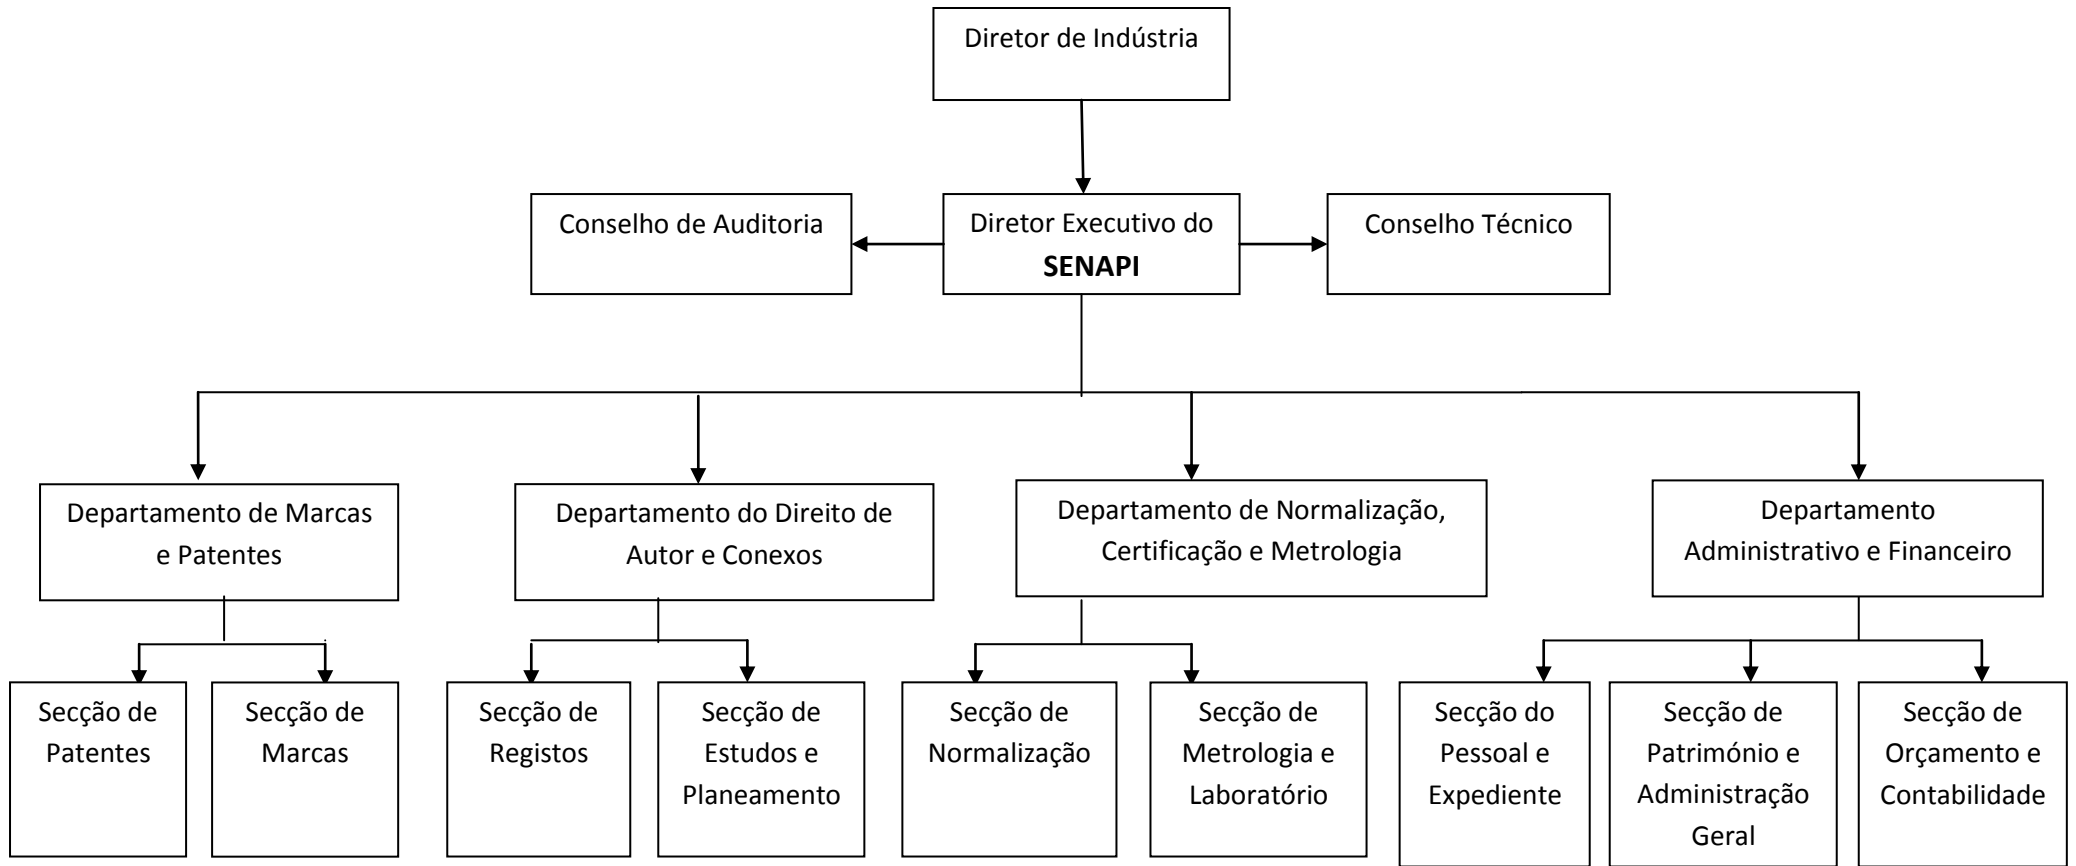 Diretor de Indústria
Conselho de Auditoria
Diretor Executivo do
SENAPI
Conselho Técnico
Departamento de Marcas
e Patentes
Departamento do Direito de
Autor e Conexos
Departamento de Normalização,
Certificação e Metrologia
Departamento
Administrativo e Financeiro
Secção de
Patentes
Secção de
Marcas
Secção de
Registos
Secção de
Estudos e
Planeamento
Secção de
Normalização
Secção de
Metrologia e
Laboratório
Secção do
Pessoal e
Expediente
Secção de
Património e
Administração
Geral
Secção de
Orçamento e
Contabilidade